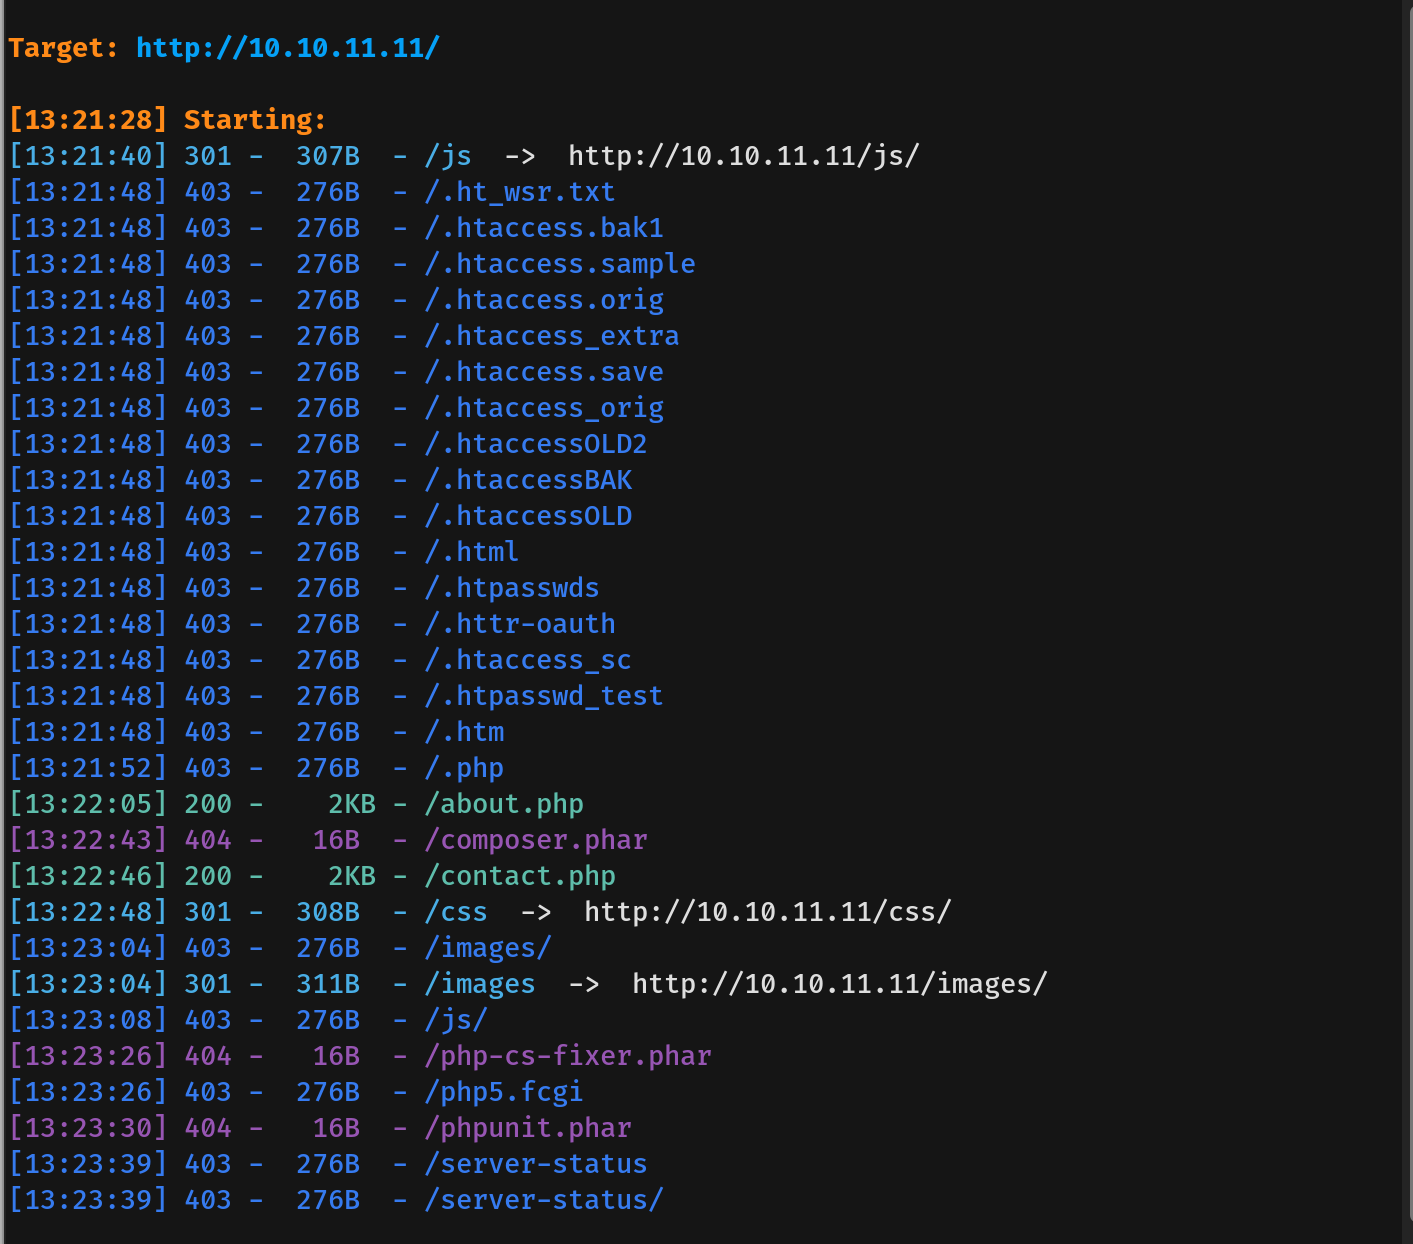 Target: http://10.10.11.11/
[13:21:28] Starting:
[13:21:40] 301 -  307B  - /js  ->  http://10.10.11.11/js/
[13:21:48] 403 -  276B  - /.ht_wsr.txt
[13:21:48] 403 -  276B  - /.htaccess.bak1
[13:21:48] 403 -  276B  - /.htaccess.sample
[13:21:48] 403 -  276B  - /.htaccess.orig
[13:21:48] 403 -  276B  - /.htaccess_extra
[13:21:48] 403 -  276B  - /.htaccess.save
[13:21:48] 403 -  276B  - /.htaccess_orig
[13:21:48] 403 -  276B  - /.htaccessOLD2
[13:21:48] 403 -  276B  - /.htaccessBAK
[13:21:48] 403 -  276B  - /.htaccessOLD
[13:21:48] 403 -  276B  - /.html
[13:21:48] 403 -  276B  - /.htpasswds
[13:21:48] 403 -  276B  - /.httr-oauth
[13:21:48] 403 -  276B  - /.htaccess_sc
[13:21:48] 403 -  276B  - /.htpasswd_test
[13:21:48] 403 -  276B  - /.htm
[13:21:52] 403 -  276B  - /.php
[13:22:05] 200 -    2KB - /about.php
[13:22:43] 404 -   16B  - /composer.phar
[13:22:46] 200 -    2KB - /contact.php
[13:22:48] 301 -  308B  - /css  ->  http://10.10.11.11/css/
[13:23:04] 403 -  276B  - /images/
[13:23:04] 301 -  311B  - /images  ->  http://10.10.11.11/images/
[13:23:08] 403 -  276B  - /js/
[13:23:26] 404 -   16B  - /php-cs-fixer.phar
[13:23:26] 403 -  276B  - /php5.fcgi
[13:23:30] 404 -   16B  - /phpunit.phar
[13:23:39] 403 -  276B  - /server-status
[13:23:39] 403 -  276B  - /server-status/